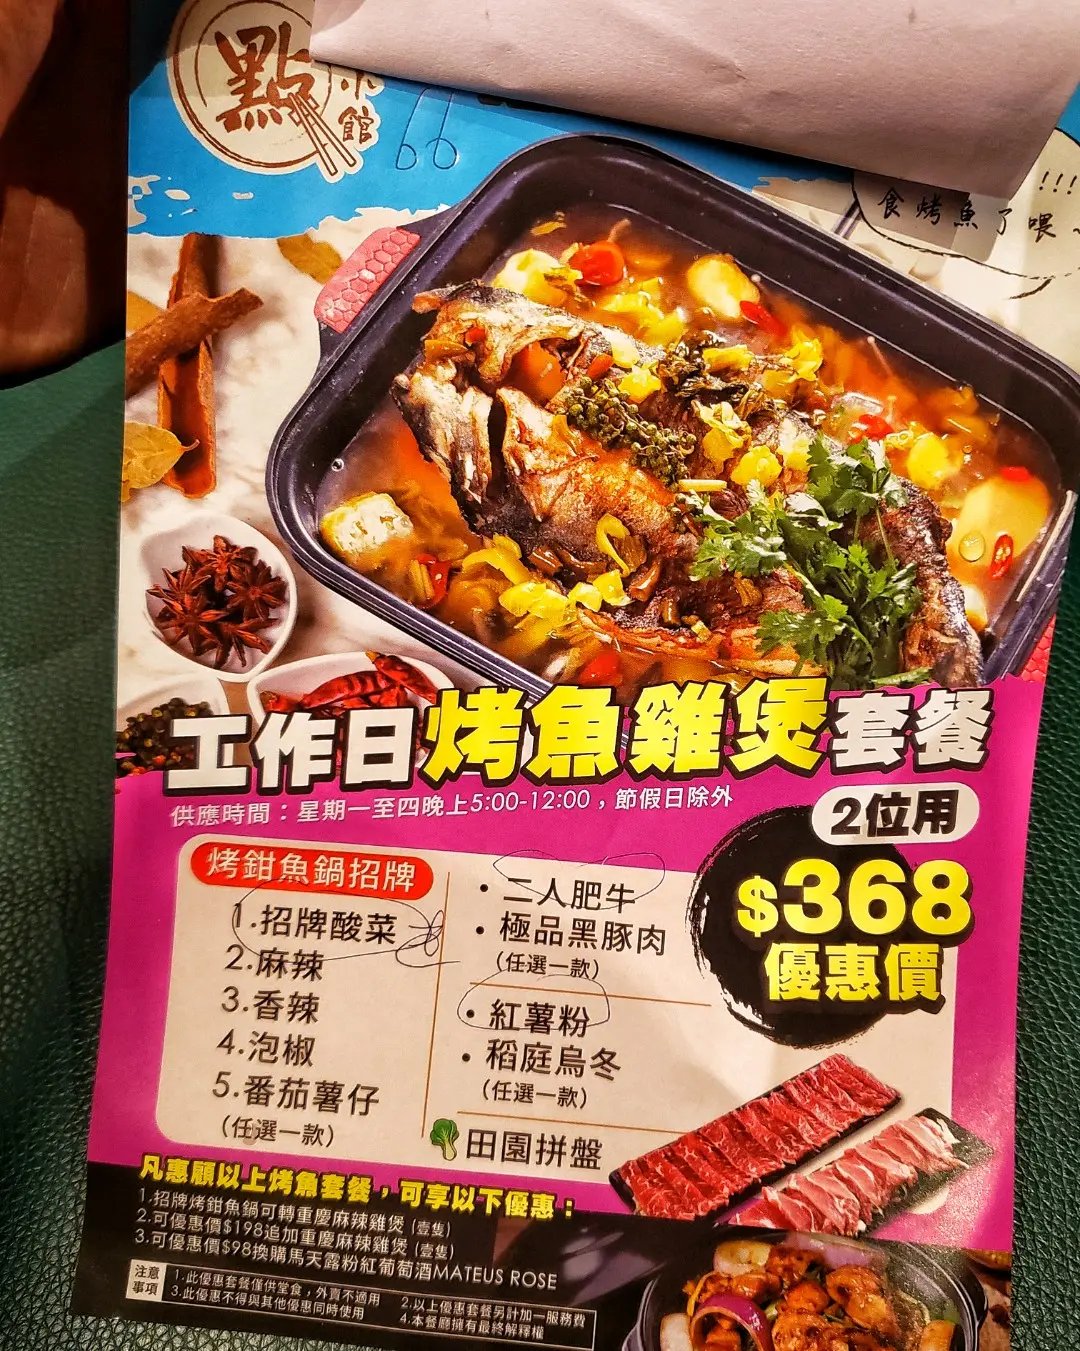 點
館
!!!
食烤魚了喂
工作日烤魚雞煲套餐
供應時間：星期一至四晚上5:00-12:00，節假日除外
2位用
$368
優惠價
烤鉗魚鍋招牌
1.招牌酸菜
2.麻辣
3.香辣
4.泡椒
5.番茄薯仔
(任選一款)
• 二人肥牛
• 極品黑豚肉
(任選一款)
• 紅薯粉
• 稻庭烏冬
(任選一款)
田園拼盤
凡惠顧以上烤魚套餐，可享以下優惠：
1.招牌烤鉗魚鍋可轉重慶麻辣雞煲 (壹隻)
2.可優惠價$198追加重慶麻辣雞煲 (壹隻)
3.可優惠價$98換購馬天露粉紅葡萄酒MATEUS ROSE
注意
事項
1.此優惠套餐僅供堂食，外賣不適用 2.以上優惠套餐另計加一服務費
3.此優惠不得與其他優惠同時使用 4.本餐廳擁有最終解釋權